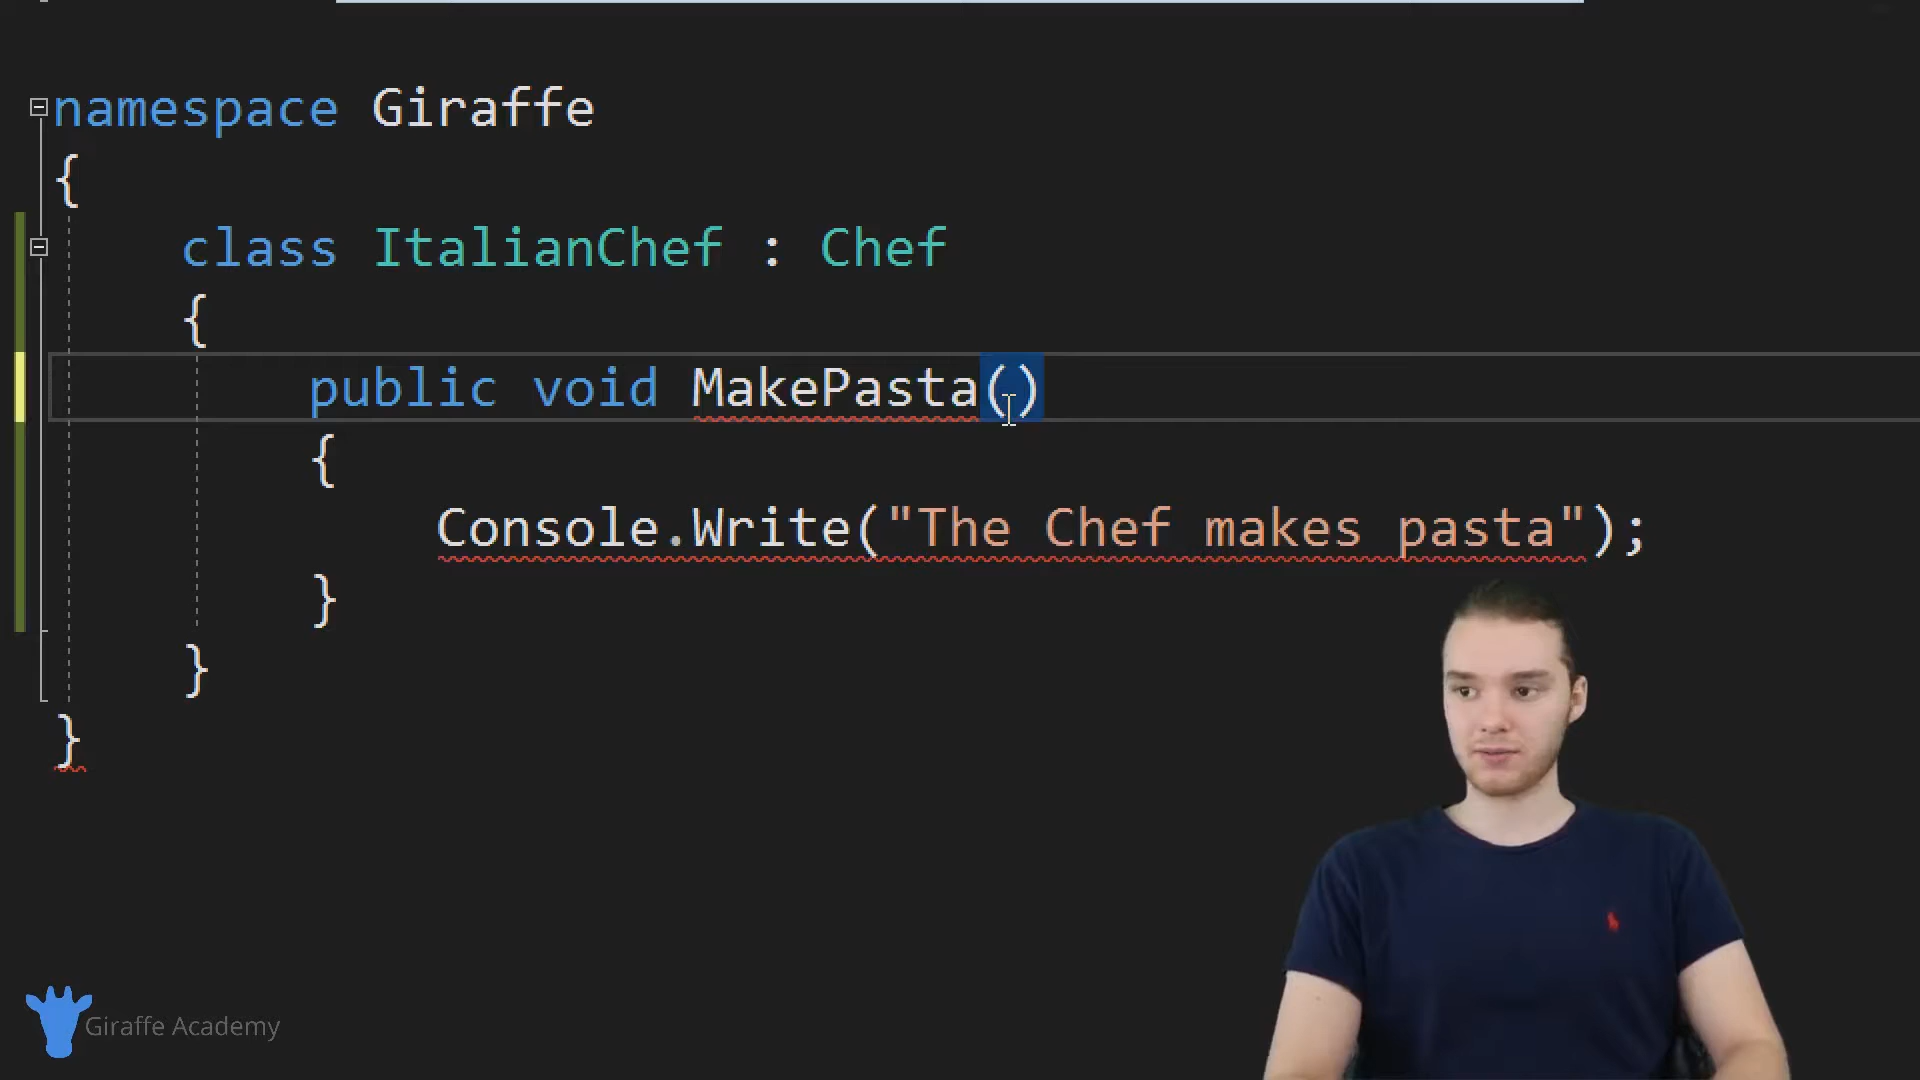 namespace Giraffe
{
class ItalianChef : Chef
{
public void MakePasta()
{
Console.Write("The Chef makes pasta");
}
}
}
Giraffe Academy